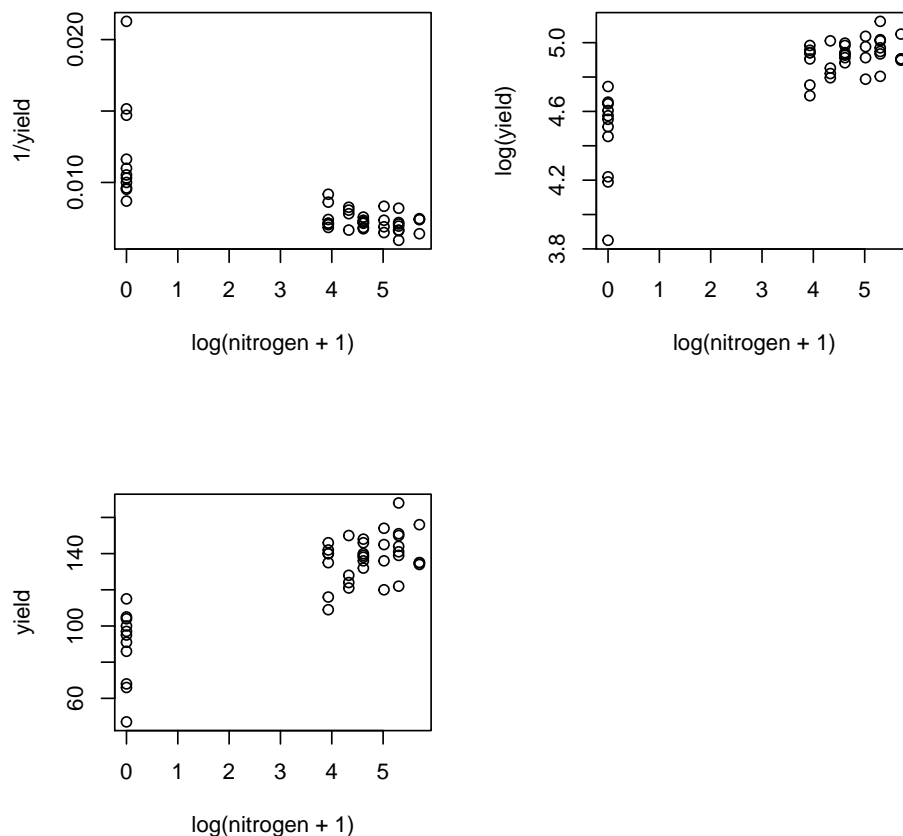 1/yield
0.010 0.020
0 1 2 3 4 5
log(nitrogen + 1)
log(yield)
3.8 4.2 4.6 5.0
0 1 2 3 4 5
log(nitrogen + 1)
yield
60 100 140
0 1 2 3 4 5
log(nitrogen + 1)